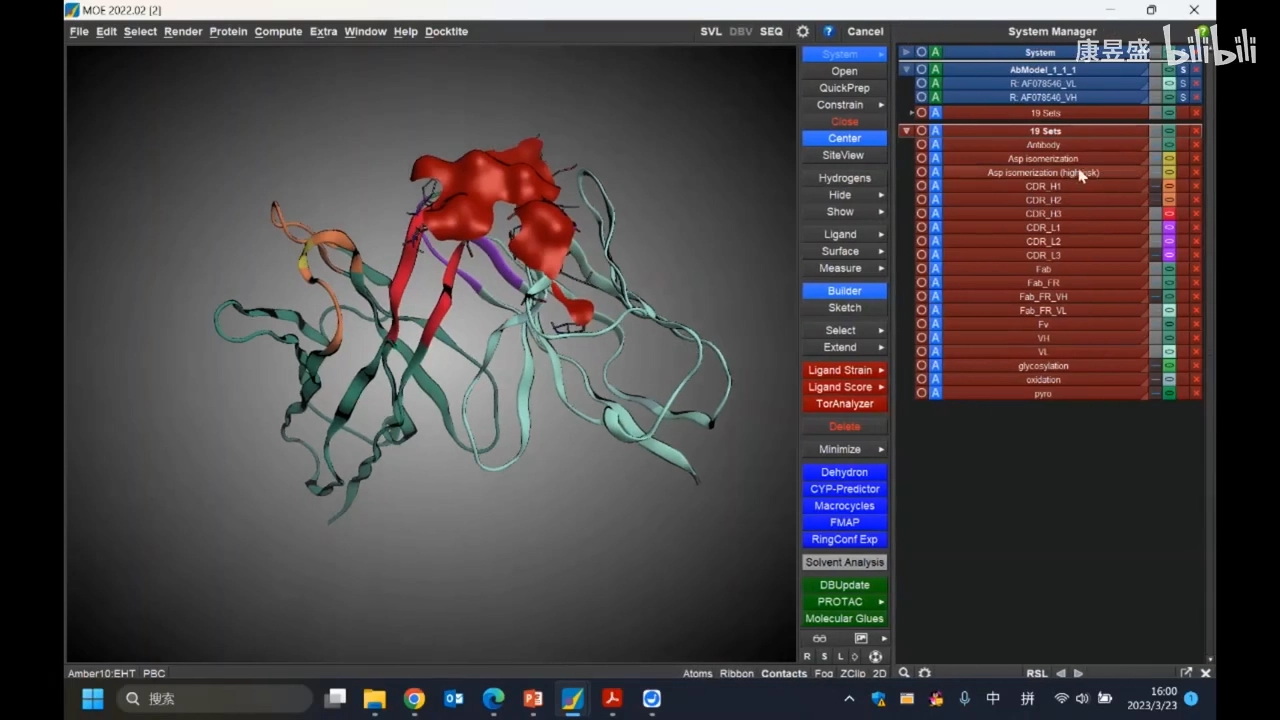 MOE 2022.02 [2]
File Edit Select Render Protein Compute Extra Window Help Docktite
SVL DBV SEQ ? Cancel
System
Open
QuickPrep
Constrain
Close
Center
SiteView
Hydrogens
Hide
Show
Ligand
Surface
Measure
Builder
Sketch
Select
Extend
Ligand Strain
Ligand Score
TorAnalyzer
Delete
Minimize
Dehydron
CYP-Predictor
Macrocycles
FMAP
RingConf Exp
Solvent Analysis
DBUpdate
PROTAC
Molecular Glues
R S L
System Manager
康昱盛 bilibili
A System S
A AbModel_1_1_1 S
A R: AF078546_VL S
A R: AF078546_VH S
A 19 Sets
A 19 Sets
A Antibody
A Asp isomerization
A Asp isomerization (high risk)
A CDR_H1
A CDR_H2
A CDR_H3
A CDR_L1
A CDR_L2
A CDR_L3
A Fab
A Fab_FR
A Fab_FR_VH
A Fab_FR_VL
A Fv
A VH
A VL
A glycosylation
A oxidation
A pyro
Amber10:EHT PBC
Atoms Ribbon Contacts Fog ZClip 2D
RSL
搜索
中 拼
16:00
2023/3/23
1